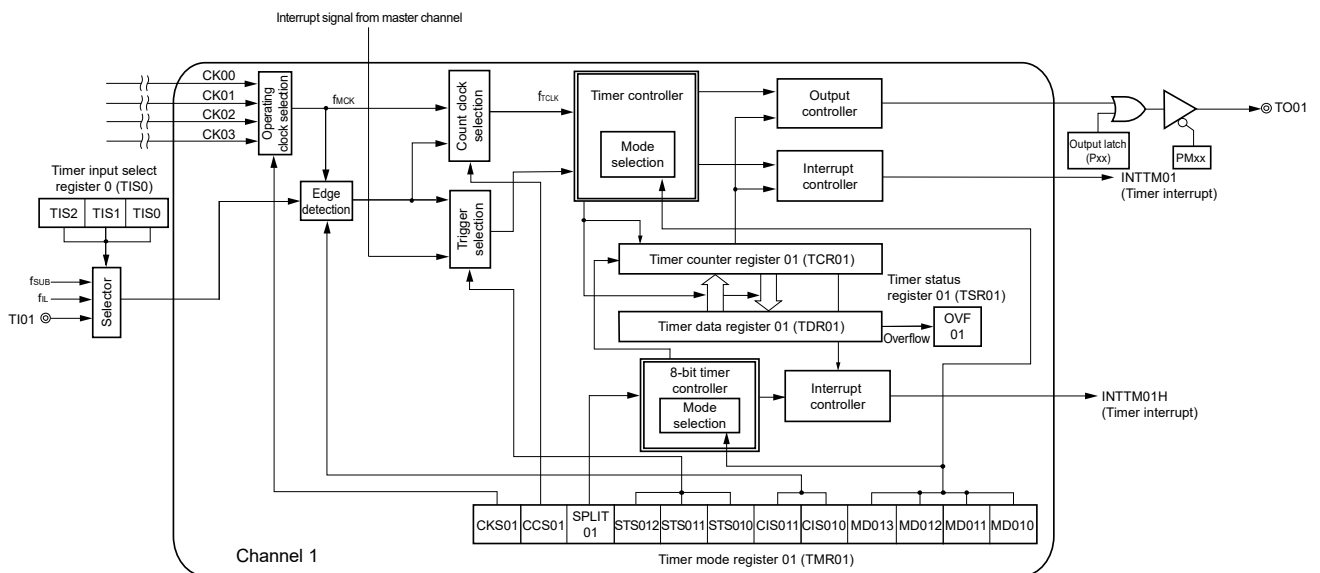 Interrupt signal from master channel
CK00
CK01
CK02
CK03
Operating
clock selection
fMCK
Count clock
selection
fTCLK
Timer controller
Mode
selection
Output
controller
Interrupt
controller
Output latch
(Pxx)
PMxx
TO01
INTTM01
(Timer interrupt)
Timer input select
register 0 (TIS0)
TIS2 TIS1 TIS0
fSUB
fIL
TI01
Selector
Edge
detection
Trigger
selection
Timer counter register 01 (TCR01)
Timer status
register 01 (TSR01)
Timer data register 01 (TDR01)
Overflow
OVF
01
8-bit timer
controller
Mode
selection
Interrupt
controller
INTTM01H
(Timer interrupt)
CKS01 CCS01 SPLIT
01 STS012 STS011 STS010 CIS011 CIS010 MD013 MD012 MD011 MD010
Channel 1
Timer mode register 01 (TMR01)